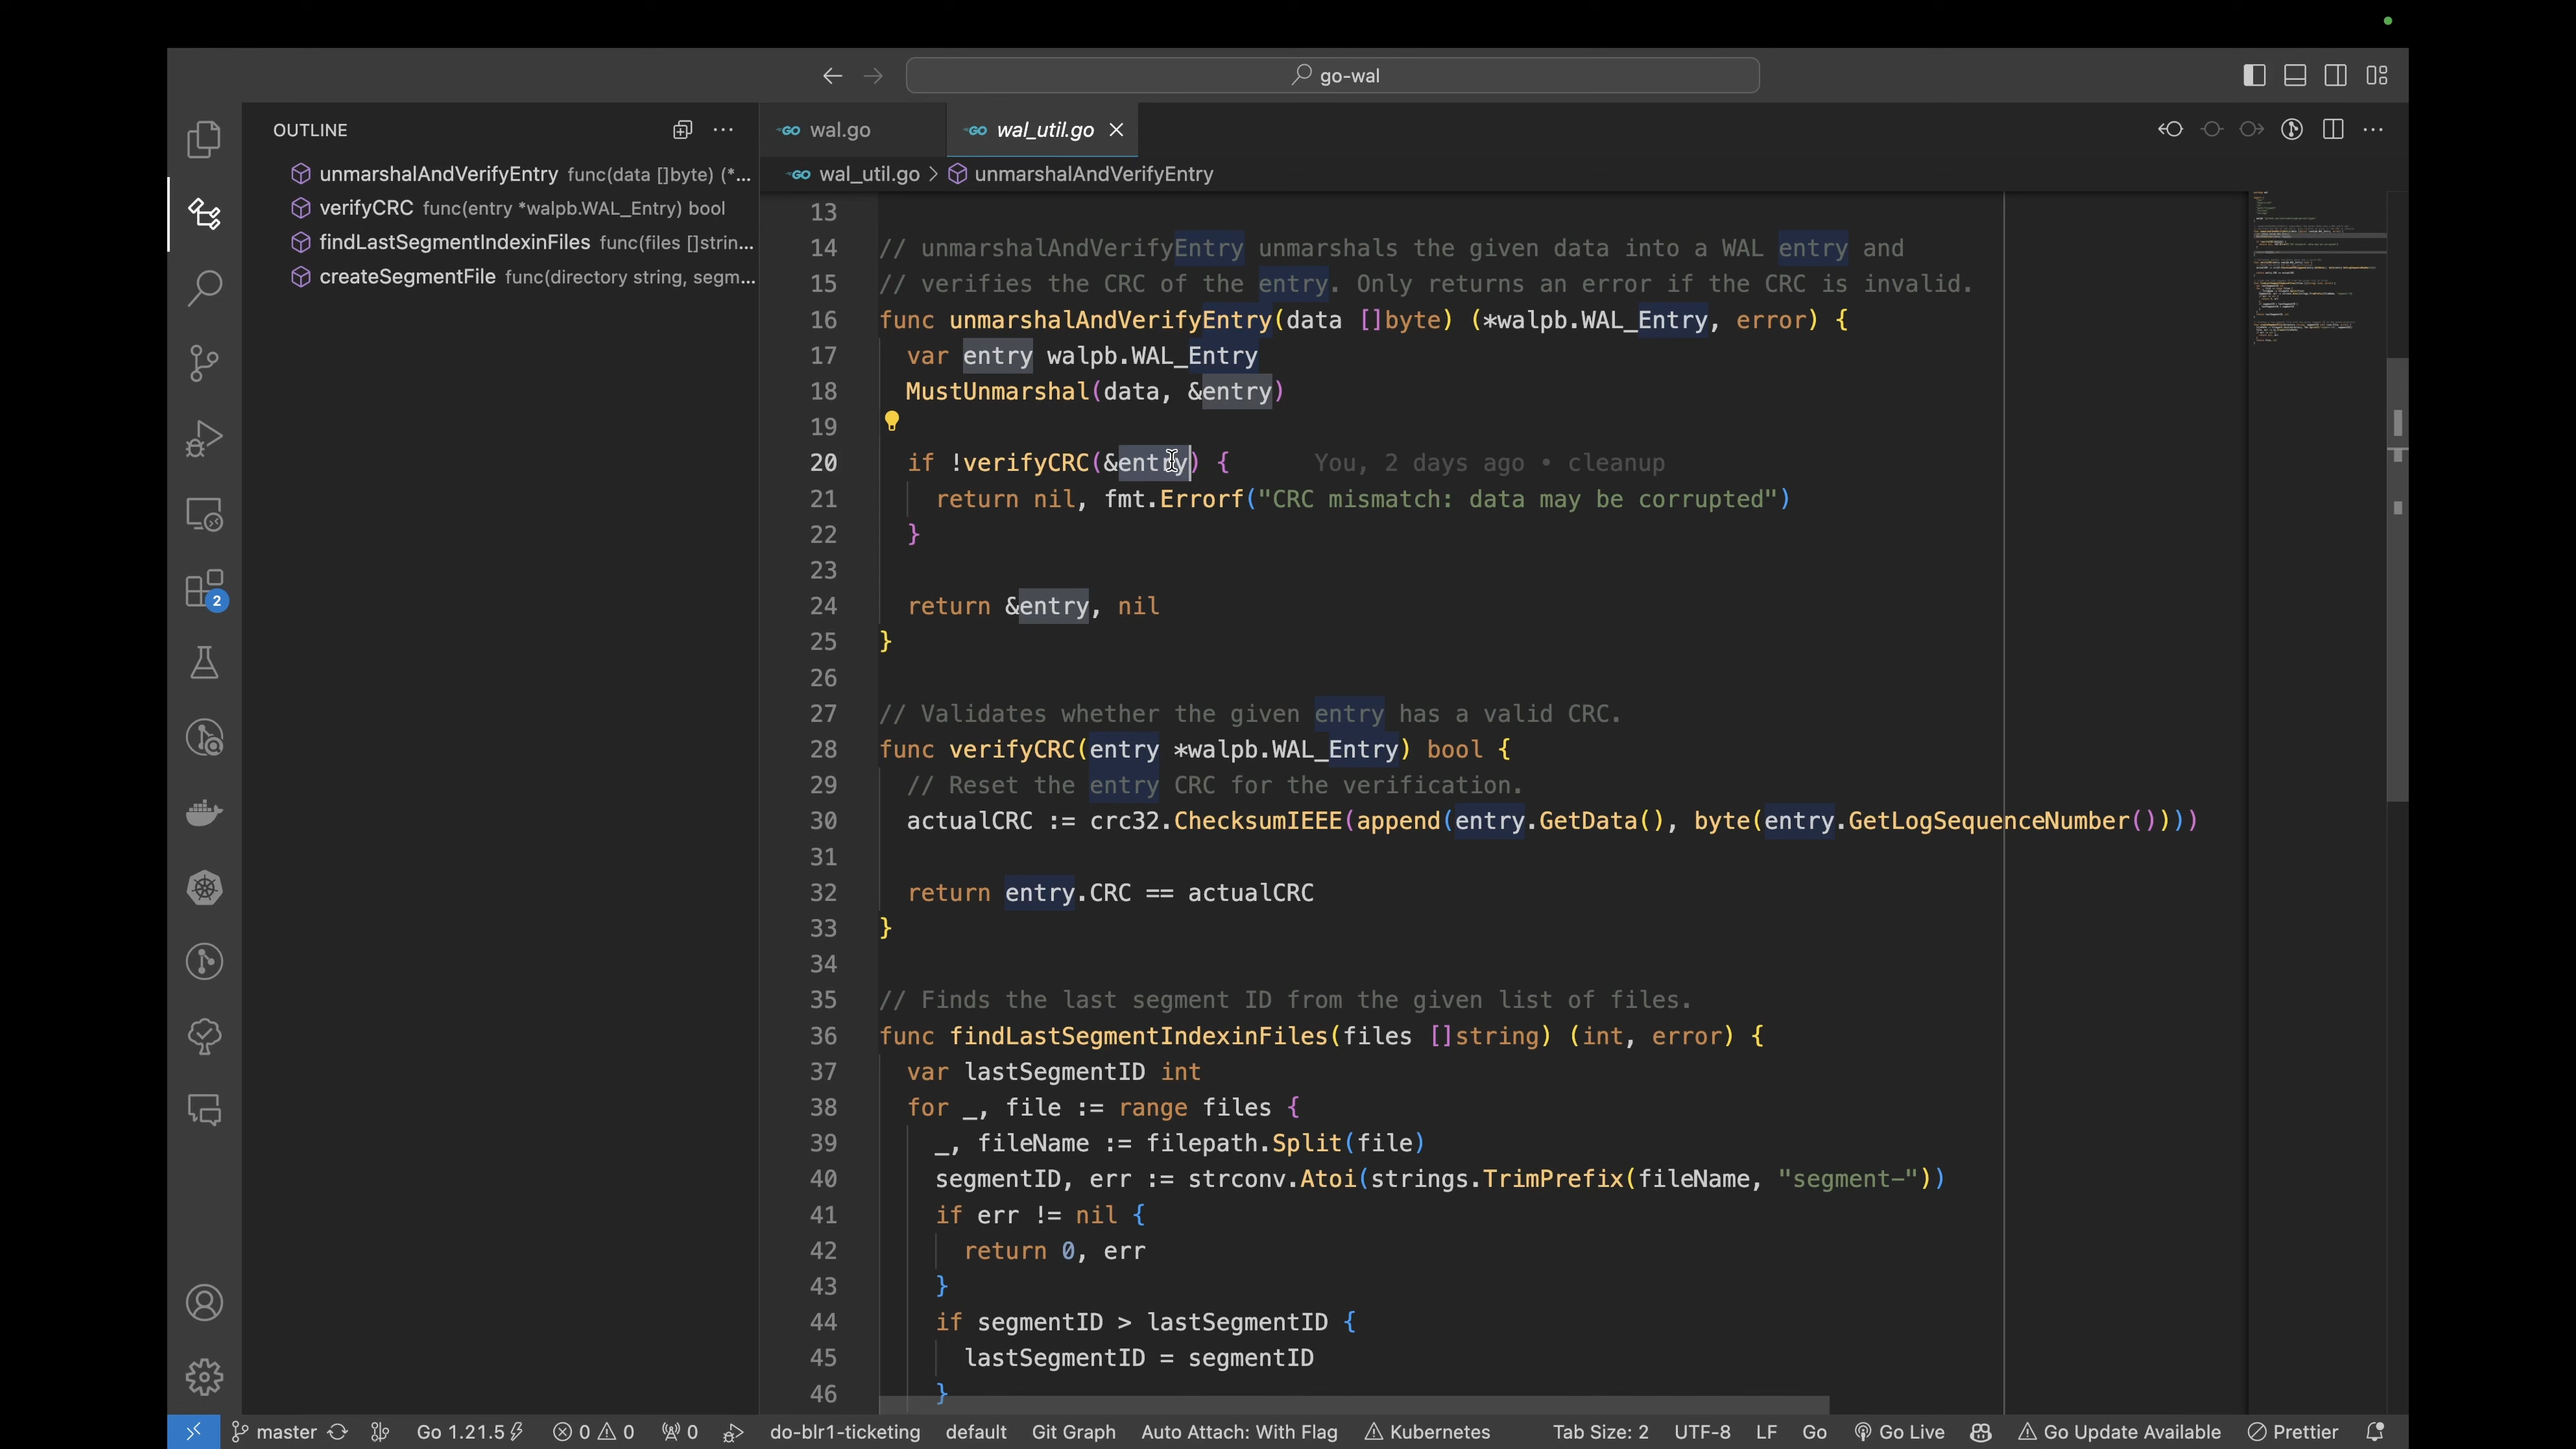 go-wal
OUTLINE
unmarshalAndVerifyEntry func(data []byte) (*...
verifyCRC func(entry *walpb.WAL_Entry) bool
findLastSegmentIndexinFiles func(files []strin...
createSegmentFile func(directory string, segm...
2
wal.go
wal_util.go
wal_util.go > unmarshalAndVerifyEntry
13
14 // unmarshalAndVerifyEntry unmarshals the given data into a WAL entry and
15 // verifies the CRC of the entry. Only returns an error if the CRC is invalid.
16 func unmarshalAndVerifyEntry(data []byte) (*walpb.WAL_Entry, error) {
17 var entry walpb.WAL_Entry
18 MustUnmarshal(data, &entry)
19
20 if !verifyCRC(&entry) { You, 2 days ago • cleanup
21 return nil, fmt.Errorf("CRC mismatch: data may be corrupted")
22 }
23
24 return &entry, nil
25 }
26
27 // Validates whether the given entry has a valid CRC.
28 func verifyCRC(entry *walpb.WAL_Entry) bool {
29 // Reset the entry CRC for the verification.
30 actualCRC := crc32.ChecksumIEEE(append(entry.GetData(), byte(entry.GetLogSequenceNumber())))
31
32 return entry.CRC == actualCRC
33 }
34
35 // Finds the last segment ID from the given list of files.
36 func findLastSegmentIndexinFiles(files []string) (int, error) {
37 var lastSegmentID int
38 for _, file := range files {
39 _, fileName := filepath.Split(file)
40 segmentID, err := strconv.Atoi(strings.TrimPrefix(fileName, "segment-"))
41 if err != nil {
42 return 0, err
43 }
44 if segmentID > lastSegmentID {
45 lastSegmentID = segmentID
46 }
master Go 1.21.5 0 0 0 do-blr1-ticketing default Git Graph Auto Attach: With Flag Kubernetes Tab Size: 2 UTF-8 LF Go Go Live Go Update Available Prettier